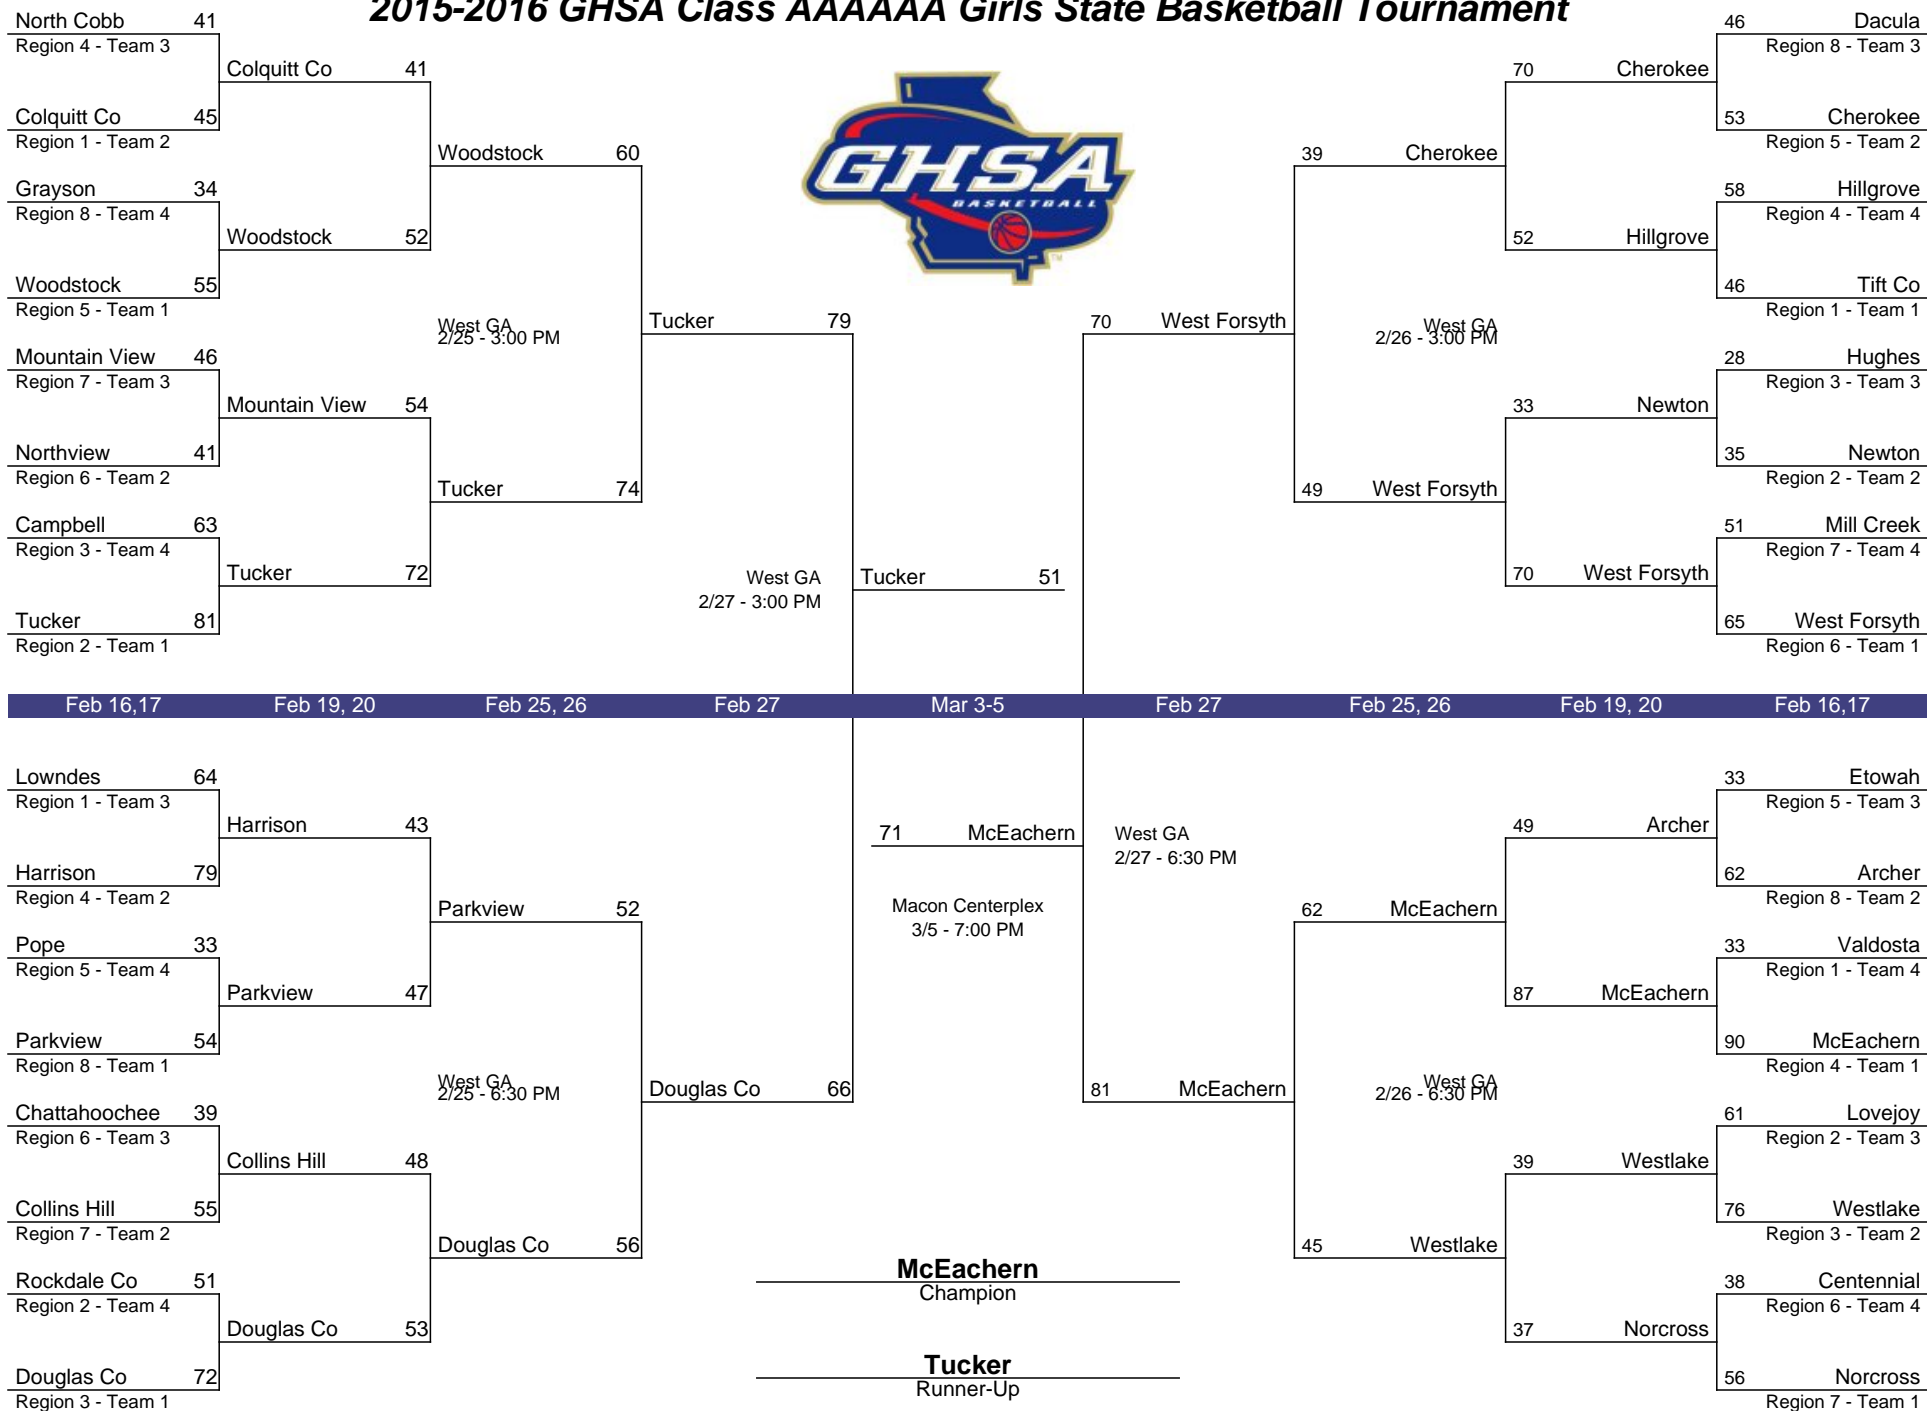 2015-2016 GHSA Class AAAAAA Girls State Basketball Tournament
North Cobb 41
Region 4 - Team 3
Colquitt Co 45
Region 1 - Team 2
Grayson 34
Region 8 - Team 4
Woodstock 55
Region 5 - Team 1
Mountain View 46
Region 7 - Team 3
Northview 41
Region 6 - Team 2
Campbell 63
Region 3 - Team 4
Tucker 81
Region 2 - Team 1
Colquitt Co 41
Woodstock 52
Mountain View 54
Tucker 72
Woodstock 60
West GA
2/25 - 3:00 PM
Tucker 74
Tucker 79
West GA
2/27 - 3:00 PM
Tucker 51
GHSA
BASKETBALL
TM
70 West Forsyth
39 Cherokee
West GA
2/26 - 3:00 PM
49 West Forsyth
70 Cherokee
52 Hillgrove
33 Newton
70 West Forsyth
46 Dacula
Region 8 - Team 3
53 Cherokee
Region 5 - Team 2
58 Hillgrove
Region 4 - Team 4
46 Tift Co
Region 1 - Team 1
28 Hughes
Region 3 - Team 3
35 Newton
Region 2 - Team 2
51 Mill Creek
Region 7 - Team 4
65 West Forsyth
Region 6 - Team 1
Feb 16,17 Feb 19, 20 Feb 25, 26 Feb 27 Mar 3-5 Feb 27 Feb 25, 26 Feb 19, 20 Feb 16,17
Lowndes 64
Region 1 - Team 3
Harrison 79
Region 4 - Team 2
Pope 33
Region 5 - Team 4
Parkview 54
Region 8 - Team 1
Chattahoochee 39
Region 6 - Team 3
Collins Hill 55
Region 7 - Team 2
Rockdale Co 51
Region 2 - Team 4
Douglas Co 72
Region 3 - Team 1
Harrison 43
Parkview 47
Collins Hill 48
Douglas Co 53
Parkview 52
West GA
2/25 - 6:30 PM
Douglas Co 56
Douglas Co 66
71 McEachern
Macon Centerplex
3/5 - 7:00 PM
McEachern
Champion
Tucker
Runner-Up
West GA
2/27 - 6:30 PM
81 McEachern
62 McEachern
West GA
2/26 - 6:30 PM
45 Westlake
49 Archer
87 McEachern
39 Westlake
37 Norcross
33 Etowah
Region 5 - Team 3
62 Archer
Region 8 - Team 2
33 Valdosta
Region 1 - Team 4
90 McEachern
Region 4 - Team 1
61 Lovejoy
Region 2 - Team 3
76 Westlake
Region 3 - Team 2
38 Centennial
Region 6 - Team 4
56 Norcross
Region 7 - Team 1